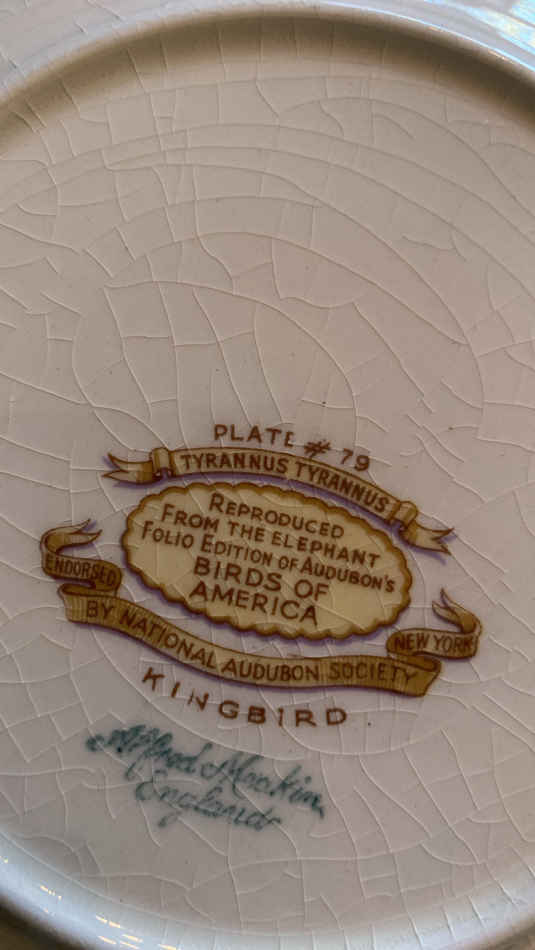 PLATE # 79
TYRANNUS TYRANNUS
REPRODUCED
FROM THE ELEPHANT
FOLIO EDITION OF AUDUBON'S
BIRDS OF
AMERICA
ENDORSED
BY NATIONAL AUDUBON SOCIETY
NEW YORK
KINGBIRD
Alfred Meakin
England